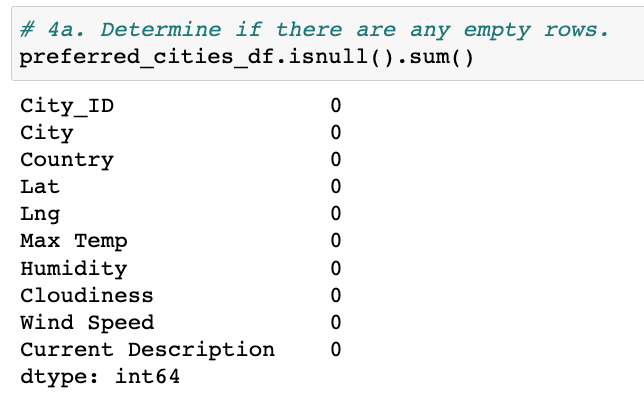 # 4a. Determine if there are any empty rows.
preferred_cities_df.isnull().sum()
City_ID 0
City 0
Country 0
Lat 0
Lng 0
Max Temp 0
Humidity 0
Cloudiness 0
Wind Speed 0
Current Description 0
dtype: int64